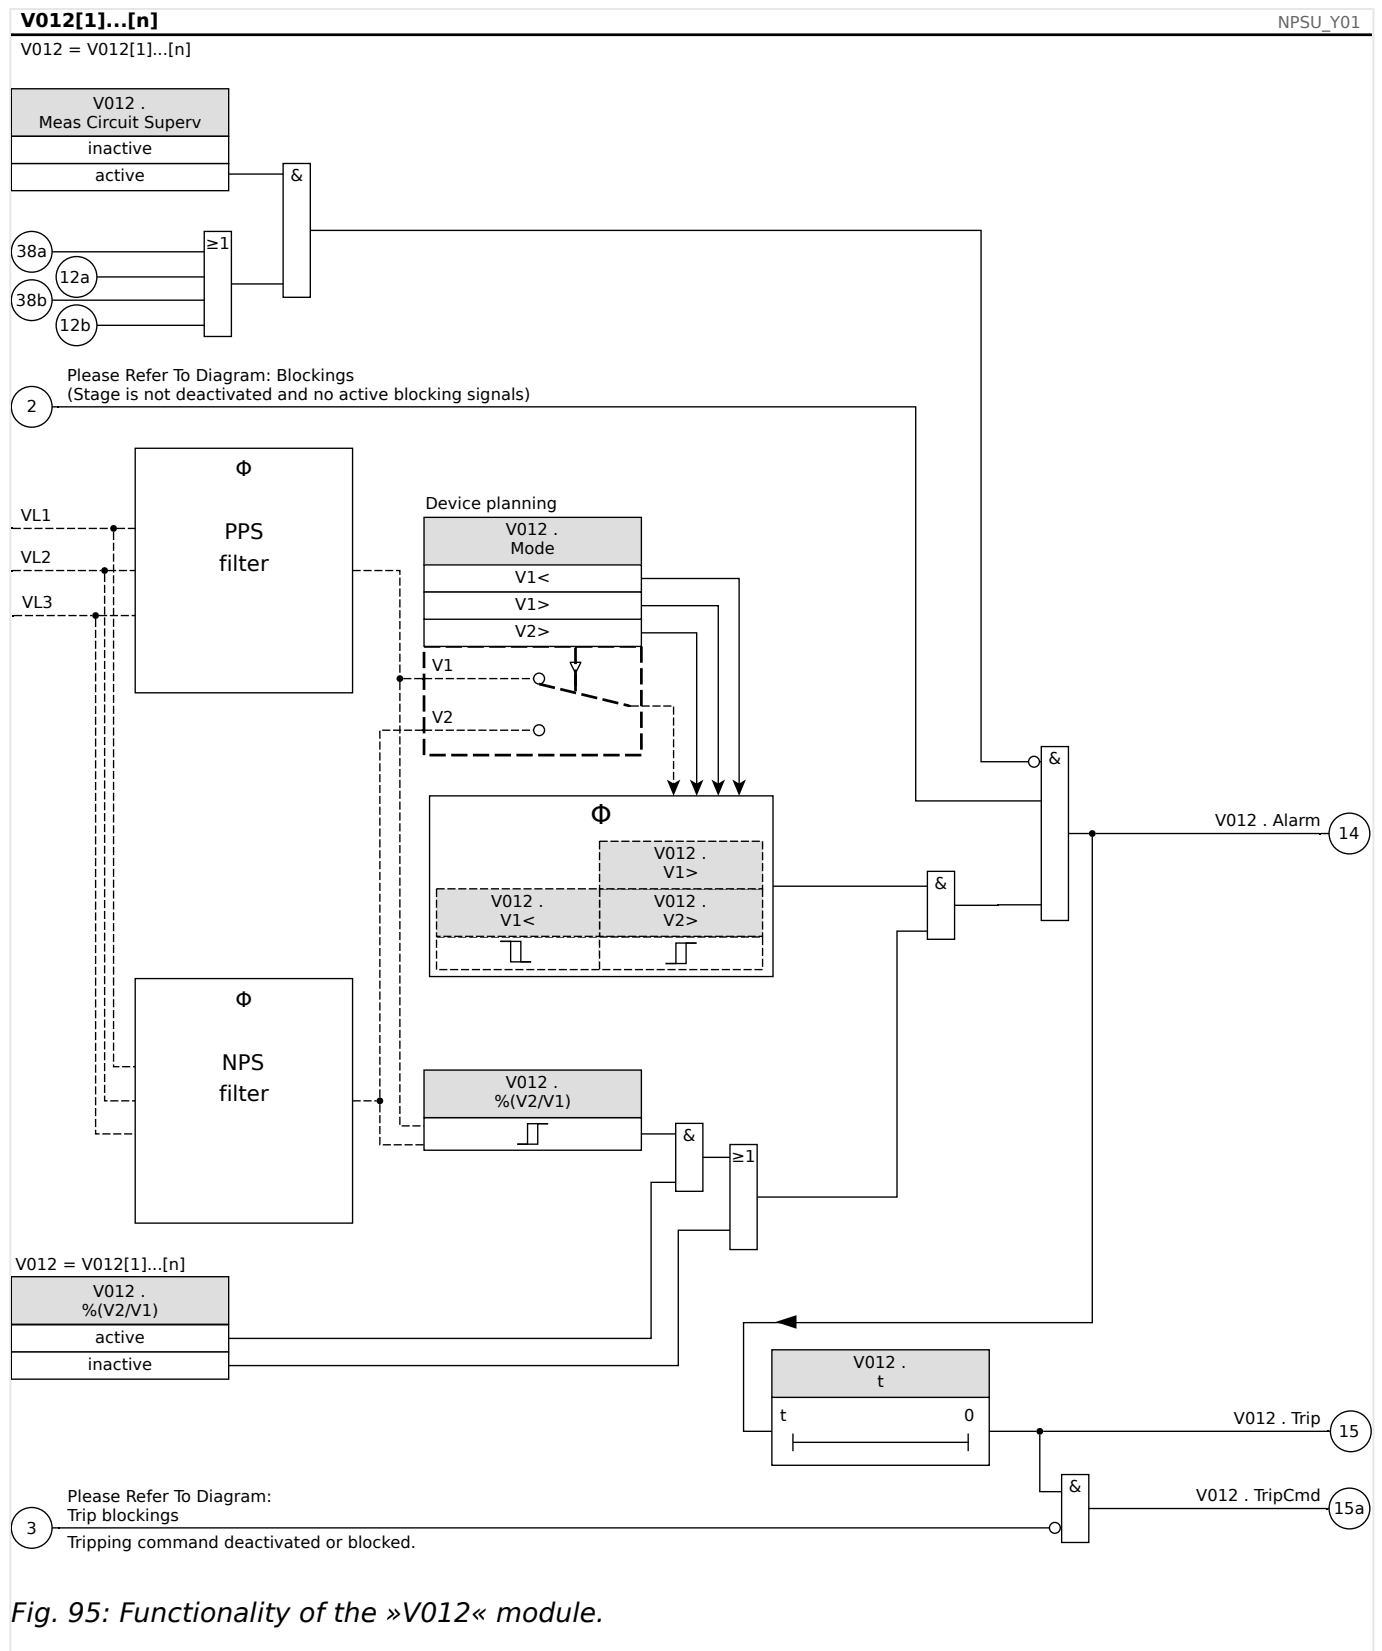 V012[1]...[n]
NPSU_Y01
V012 = V012[1]...[n]
V012 .
Meas Circuit Superv
inactive
active
&
≥1
38a
12a
38b
12b
Please Refer To Diagram: Blockings
(Stage is not deactivated and no active blocking signals)
2
Φ
PPS
filter
VL1
VL2
VL3
Device planning
V012 .
Mode
V1<
V1>
V2>
V1
V2
&
Φ
V012 .
V1>
V012 .
V1<
V012 .
V2>
&
V012 . Alarm
14
Φ
NPS
filter
V012 .
%(V2/V1)
&
≥1
V012 = V012[1]...[n]
V012 .
%(V2/V1)
active
inactive
V012 .
t
t
0
V012 . Trip
15
&
V012 . TripCmd
15a
Please Refer To Diagram:
Trip blockings
3
Tripping command deactivated or blocked.
Fig. 95: Functionality of the »V012« module.